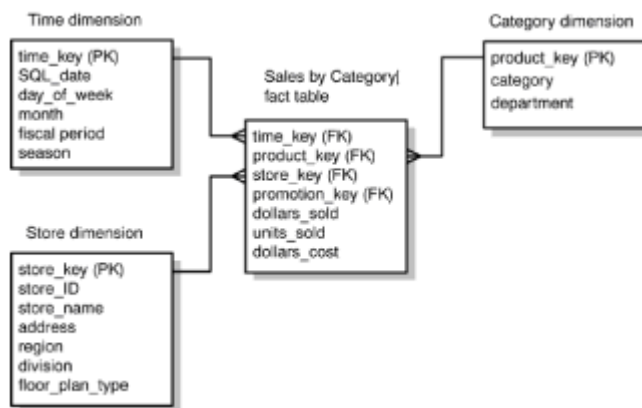 Time dimension
time_key (PK)
SQL_date
day_of_week
month
fiscal period
season
Category dimension
product_key (PK)
category
department
Sales by Category|
fact table
time_key (FK)
product_key (FK)
store_key (FK)
promotion_key (FK)
dollars_sold
units_sold
dollars_cost
Store dimension
store_key (PK)
store_ID
store_name
address
region
division
floor_plan_type